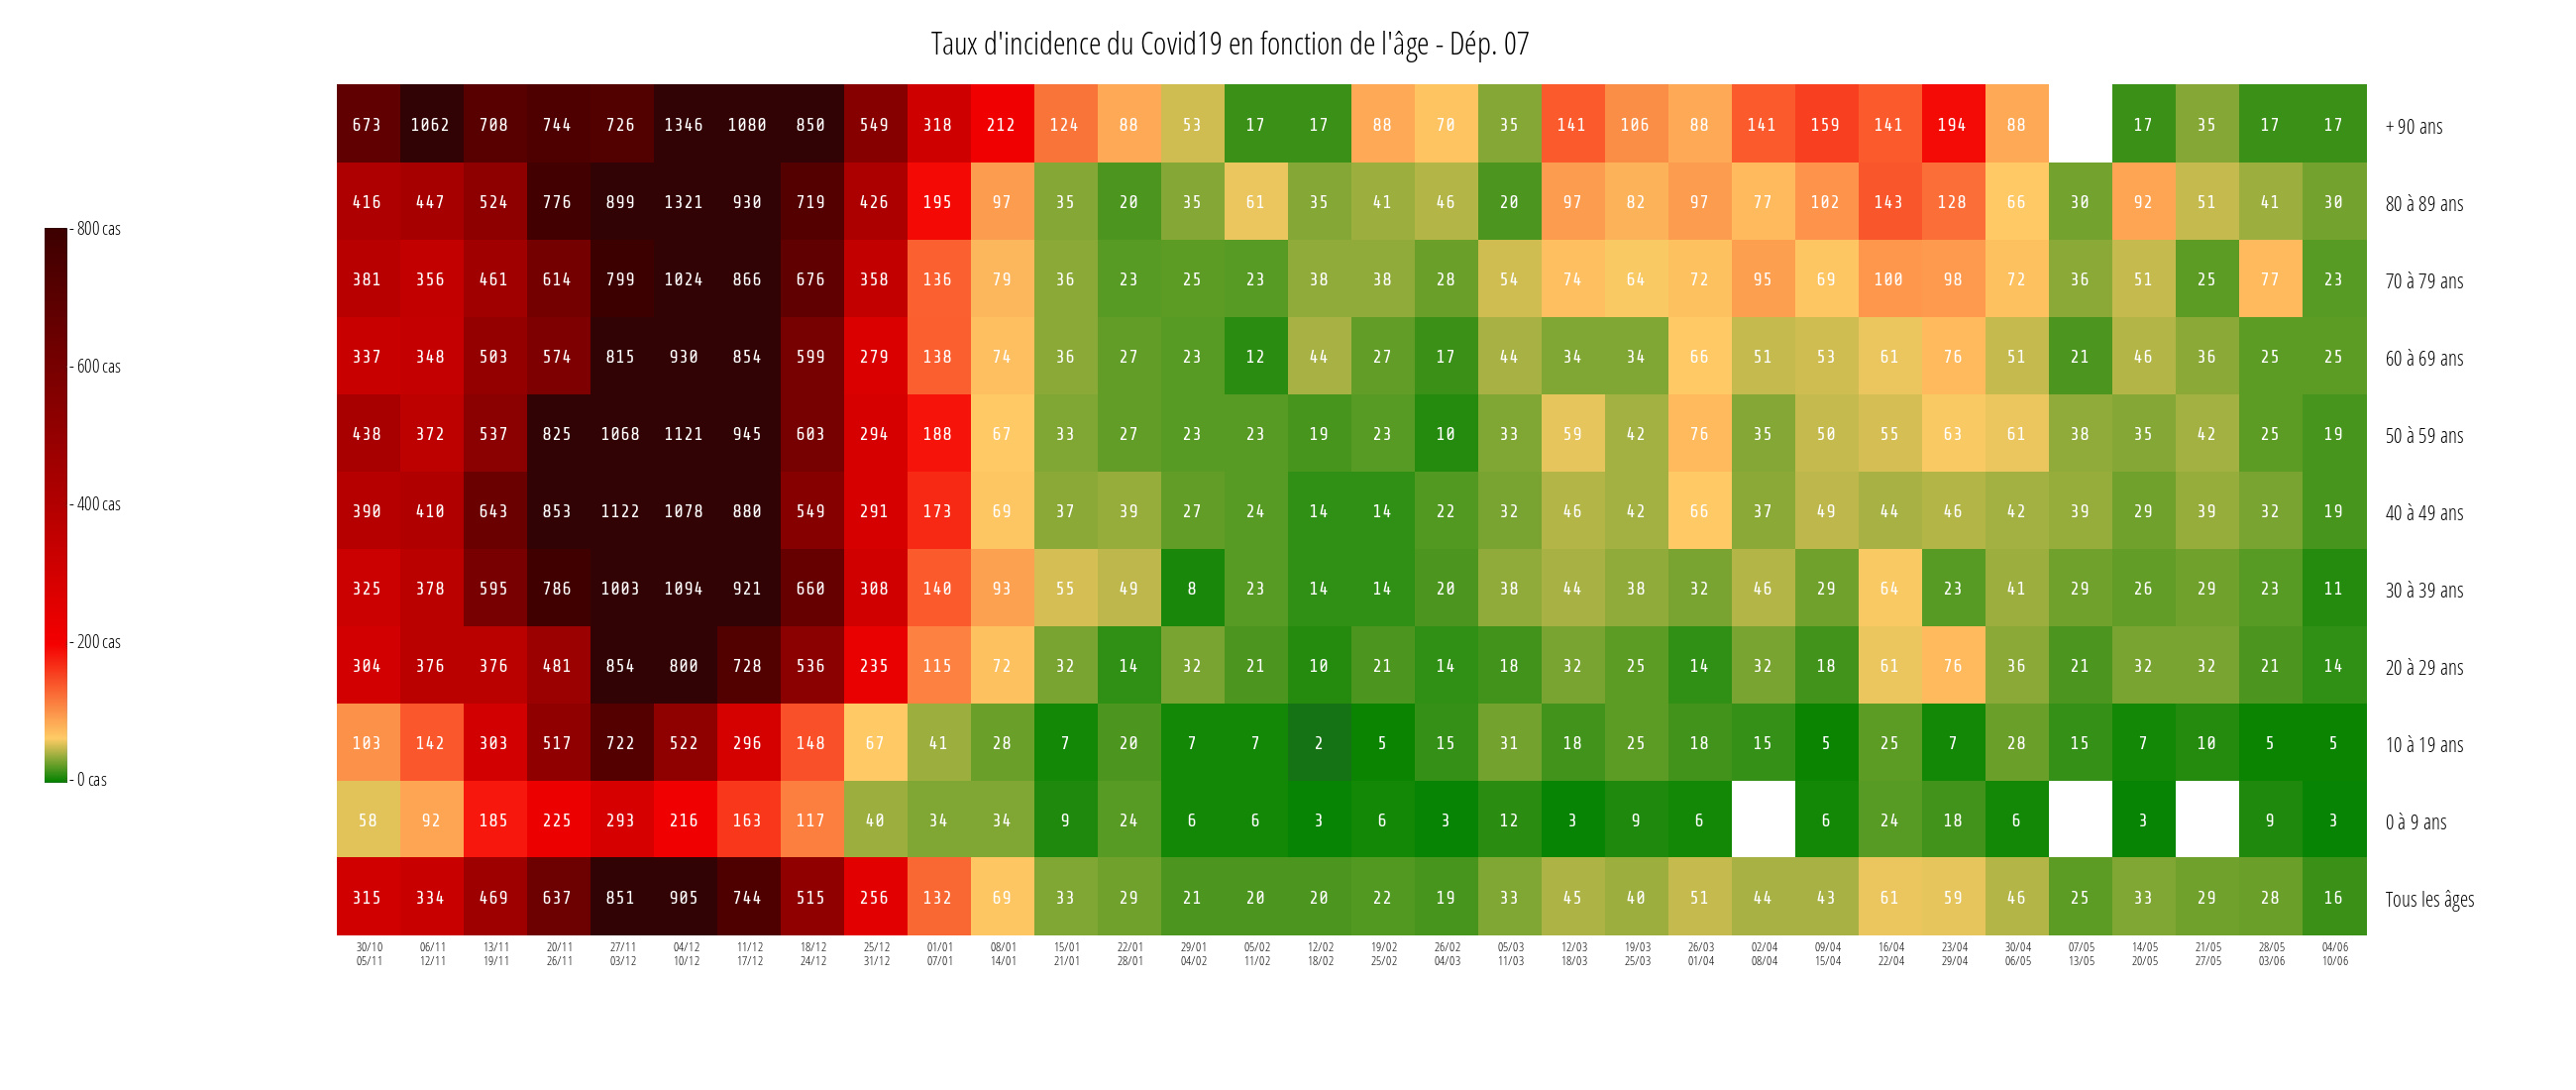 Taux d'incidence du Covid19 en fonction de l'âge - Dép. 07
- 800 cas
- 600 cas
- 400 cas
- 200 cas
- 0 cas
673 1062 708 744 726 1346 1080 850 549 318 212 124 88 53 17 17 88 70 35 141 106 88 141 159 141 194 88 17 35 17 17 + 90 ans
416 447 524 776 899 1321 930 719 426 195 97 35 20 35 61 35 41 46 20 97 82 97 77 102 143 128 66 30 92 51 41 30 80 à 89 ans
381 356 461 614 799 1024 866 676 358 136 79 36 23 25 23 38 38 28 54 74 64 72 95 69 100 98 72 36 51 25 77 23 70 à 79 ans
337 348 503 574 815 930 854 599 279 138 74 36 27 23 12 44 27 17 44 34 34 66 51 53 61 76 51 21 46 36 25 25 60 à 69 ans
438 372 537 825 1068 1121 945 603 294 188 67 33 27 23 23 19 23 10 33 59 42 76 35 50 55 63 61 38 35 42 25 19 50 à 59 ans
390 410 643 853 1122 1078 880 549 291 173 69 37 39 27 24 14 14 22 32 46 42 66 37 49 44 46 42 39 29 39 32 19 40 à 49 ans
325 378 595 786 1003 1094 921 660 308 140 93 55 49 8 23 14 14 20 38 44 38 32 46 29 64 23 41 29 26 29 23 11 30 à 39 ans
304 376 376 481 854 800 728 536 235 115 72 32 14 32 21 10 21 14 18 32 25 14 32 18 61 76 36 21 32 32 21 14 20 à 29 ans
103 142 303 517 722 522 296 148 67 41 28 7 20 7 7 2 5 15 31 18 25 18 15 5 25 7 28 15 7 10 5 5 10 à 19 ans
58 92 185 225 293 216 163 117 40 34 34 9 24 6 6 3 6 3 12 3 9 6 6 24 18 6 3 9 3 0 à 9 ans
315 334 469 637 851 905 744 515 256 132 69 33 29 21 20 20 22 19 33 45 40 51 44 43 61 59 46 25 33 29 28 16 Tous les âges
30/10 06/11 13/11 20/11 27/11 04/12 11/12 18/12 25/12 01/01 08/01 15/01 22/01 29/01 05/02 12/02 19/02 26/02 05/03 12/03 19/03 26/03 02/04 09/04 16/04 23/04 30/04 07/05 14/05 21/05 28/05 04/06
05/11 12/11 19/11 26/11 03/12 10/12 17/12 24/12 31/12 07/01 14/01 21/01 28/01 04/02 11/02 18/02 25/02 04/03 11/03 18/03 25/03 01/04 08/04 15/04 22/04 29/04 06/05 13/05 20/05 27/05 03/06 10/06